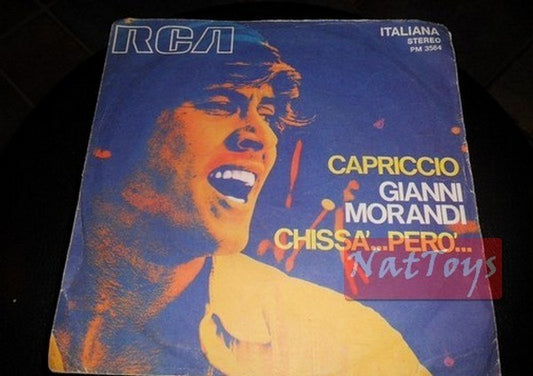 RCA
ITALIANA
STEREO
PM 3564
CAPRICCIO
GIANNI
MORANDI
CHISSA'...PERO'...
NatToys